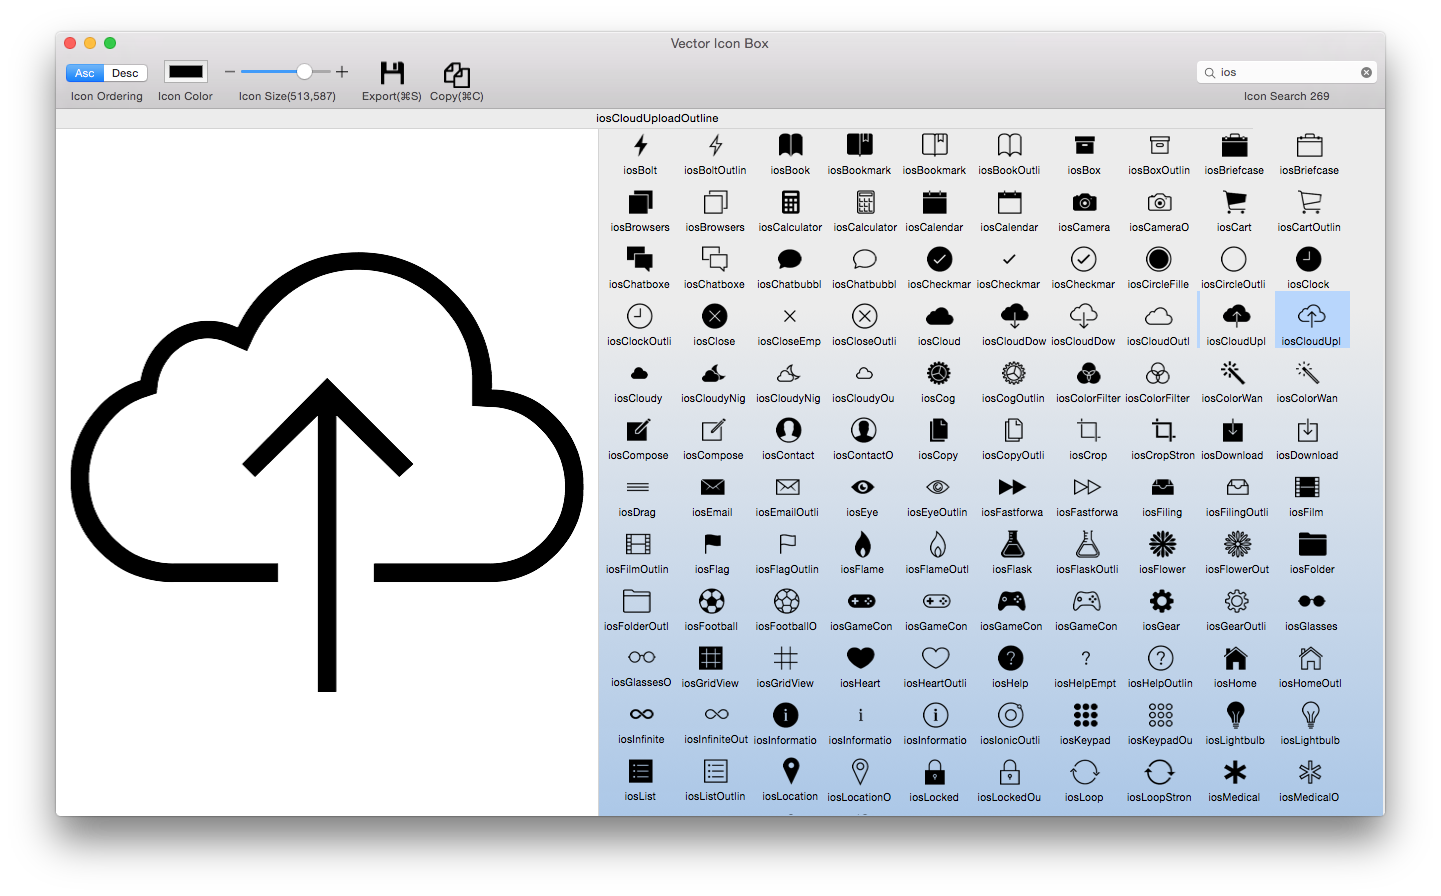 Vector Icon Box
Asc Desc
ios
Icon Ordering Icon Color Icon Size(513,587) Export(⌘S) Copy(⌘C) Icon Search 269
iosCloudUploadOutline
iosBolt iosBoltOutlin iosBook iosBookmark iosBookmark iosBookOutli iosBox iosBoxOutlin iosBriefcase iosBriefcase
iosBrowsers iosBrowsers iosCalculator iosCalculator iosCalendar iosCalendar iosCamera iosCameraO iosCart iosCartOutlin
iosChatboxe iosChatboxe iosChatbubbl iosChatbubbl iosCheckmar iosCheckmar iosCheckmar iosCircleFille iosCircleOutli iosClock
iosClockOutli iosClose iosCloseEmp iosCloseOutli iosCloud iosCloudDow iosCloudDow iosCloudOutl iosCloudUpl iosCloudUpl
iosCloudy iosCloudyNig iosCloudyNig iosCloudyOu iosCog iosCogOutlin iosColorFilter iosColorFilter iosColorWan iosColorWan
iosCompose iosCompose iosContact iosContactO iosCopy iosCopyOutli iosCrop iosCropStron iosDownload iosDownload
iosDrag iosEmail iosEmailOutli iosEye iosEyeOutlin iosFastforwa iosFastforwa iosFiling iosFilingOutli iosFilm
iosFilmOutlin iosFlag iosFlagOutlin iosFlame iosFlameOutl iosFlask iosFlaskOutli iosFlower iosFlowerOut iosFolder
iosFolderOutl iosFootball iosFootballO iosGameCon iosGameCon iosGameCon iosGameCon iosGear iosGearOutli iosGlasses
iosGlassesO iosGridView iosGridView iosHeart iosHeartOutli iosHelp iosHelpEmpt iosHelpOutlin iosHome iosHomeOutl
iosInfinite iosInfiniteOut iosInformatio iosInformatio iosInformatio iosIonicOutli iosKeypad iosKeypadOu iosLightbulb iosLightbulb
iosList iosListOutlin iosLocation iosLocationO iosLocked iosLockedOu iosLoop iosLoopStron iosMedical iosMedicalO